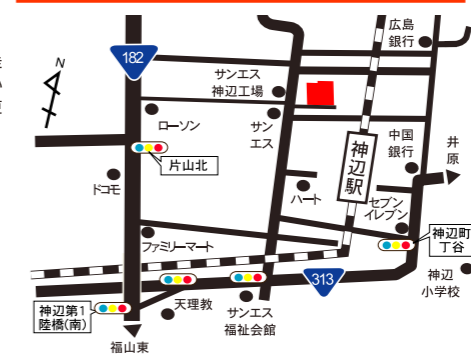 広島
銀行
182
サンエス
神辺工場
N
ローソン
サン
エス
中国
銀行
井
原
神辺駅
片山北
ドコモ
ハート
セブン
イレブン
神辺町
丁谷
ファミリーマート
313
神辺
小学校
神辺第1
陸橋(南)
天理教
サンエス
福祉会館
福山東